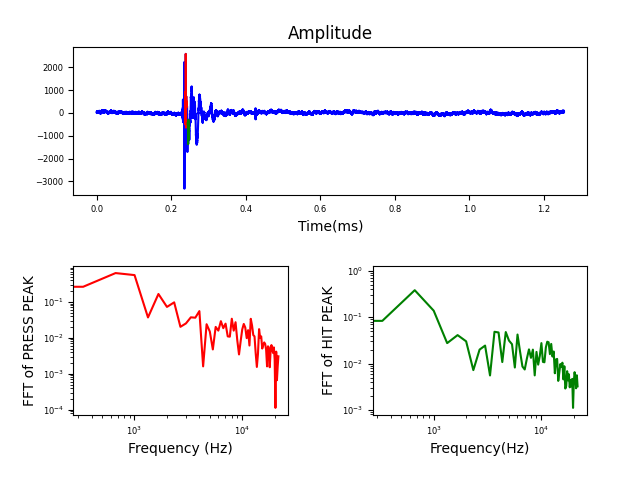 Amplitude
2000
1000
0
−1000
−2000
−3000
0.0 0.2 0.4 0.6 0.8 1.0 1.2
Time(ms)
FFT of PRESS PEAK
10⁻¹
10⁻²
10⁻³
10⁻⁴
10³ 10⁴
Frequency (Hz)
FFT of HIT PEAK
10⁰
10⁻¹
10⁻²
10⁻³
10³ 10⁴
Frequency(Hz)